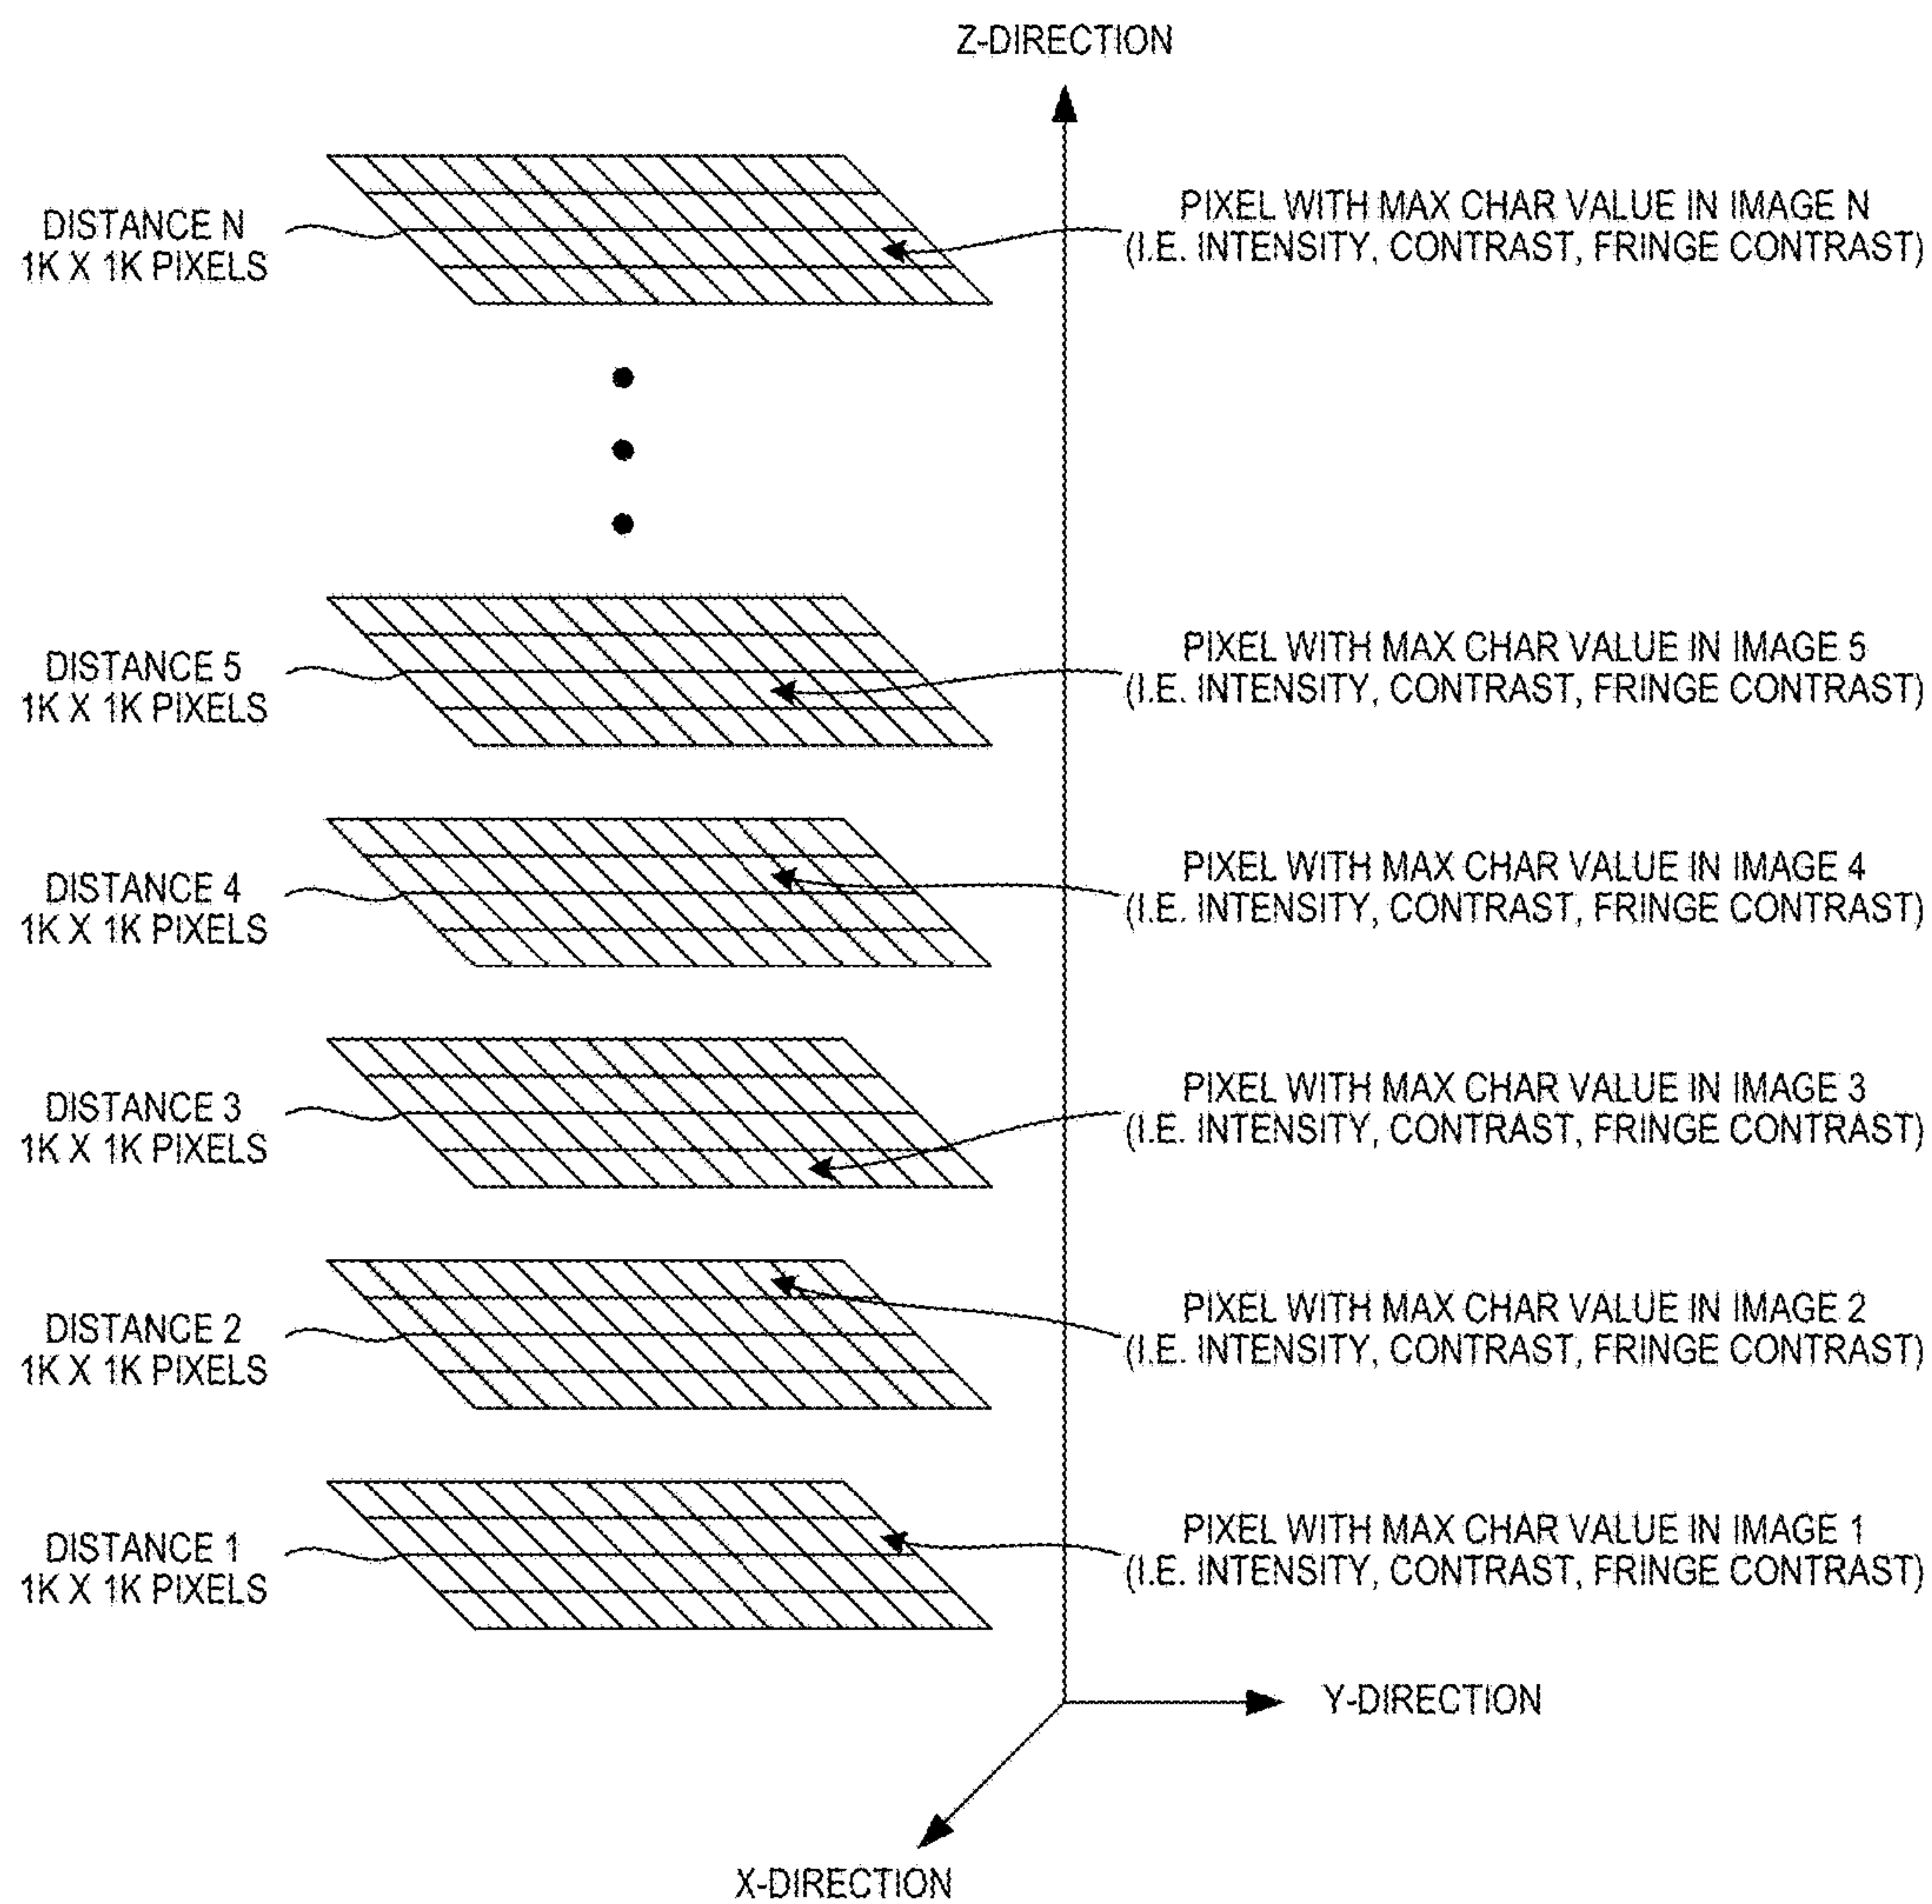 Z-DIRECTION
DISTANCE N
1K X 1K PIXELS
PIXEL WITH MAX CHAR VALUE IN IMAGE N
(I.E. INTENSITY, CONTRAST, FRINGE CONTRAST)
DISTANCE 5
1K X 1K PIXELS
PIXEL WITH MAX CHAR VALUE IN IMAGE 5
(I.E. INTENSITY, CONTRAST, FRINGE CONTRAST)
DISTANCE 4
1K X 1K PIXELS
PIXEL WITH MAX CHAR VALUE IN IMAGE 4
(I.E. INTENSITY, CONTRAST, FRINGE CONTRAST)
DISTANCE 3
1K X 1K PIXELS
PIXEL WITH MAX CHAR VALUE IN IMAGE 3
(I.E. INTENSITY, CONTRAST, FRINGE CONTRAST)
DISTANCE 2
1K X 1K PIXELS
PIXEL WITH MAX CHAR VALUE IN IMAGE 2
(I.E. INTENSITY, CONTRAST, FRINGE CONTRAST)
DISTANCE 1
1K X 1K PIXELS
PIXEL WITH MAX CHAR VALUE IN IMAGE 1
(I.E. INTENSITY, CONTRAST, FRINGE CONTRAST)
Y-DIRECTION
X-DIRECTION